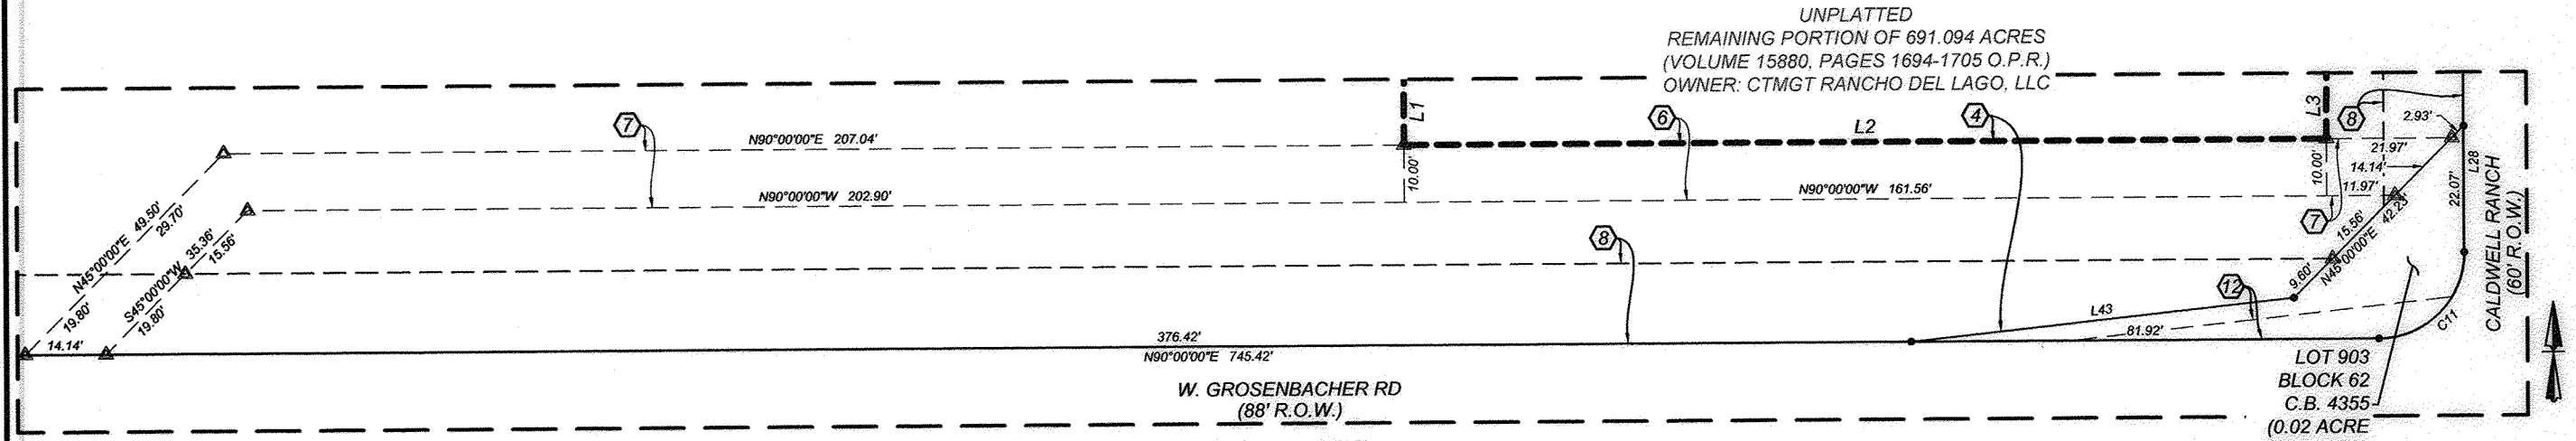 UNPLATTED
REMAINING PORTION OF 691.094 ACRES
(VOLUME 15880, PAGES 1694-1705 O.P.R.)
OWNER: CTMGT RANCHO DEL LAGO, LLC
L1
L2
L3
6
4
8
7
2.93'
N90°00'00"E 207.04'
10.00'
10.00'
21.97'
14.14'
L28
N90°00'00"W 202.90'
N90°00'00"W 161.56'
11.97'
22.07'
CALDWELL RANCH
(60' R.O.W.)
N45°00'00"E 49.50'
29.70'
19.80'
S45°00'00"W 35.36'
15.56'
19.80'
8
7
15.56'
N45°00'00"E 42.23'
9.60'
12
L43
81.92'
C11
14.14'
376.42'
N90°00'00"E 745.42'
W. GROSENBACHER RD
(88' R.O.W.)
LOT 903
BLOCK 62
C.B. 4355
(0.02 ACRE